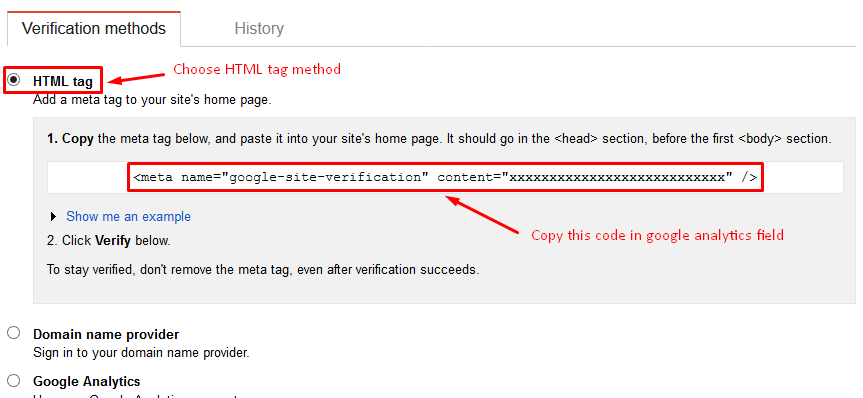 Verification methods
History
HTML tag
Choose HTML tag method
Add a meta tag to your site's home page.
1. Copy the meta tag below, and paste it into your site's home page. It should go in the <head> section, before the first <body> section.
<meta name="google-site-verification" content="xxxxxxxxxxxxxxxxxxxxxxxxxxx" />
Show me an example
Copy this code in google analytics field
2. Click Verify below.
To stay verified, don't remove the meta tag, even after verification succeeds.
Domain name provider
Sign in to your domain name provider.
Google Analytics